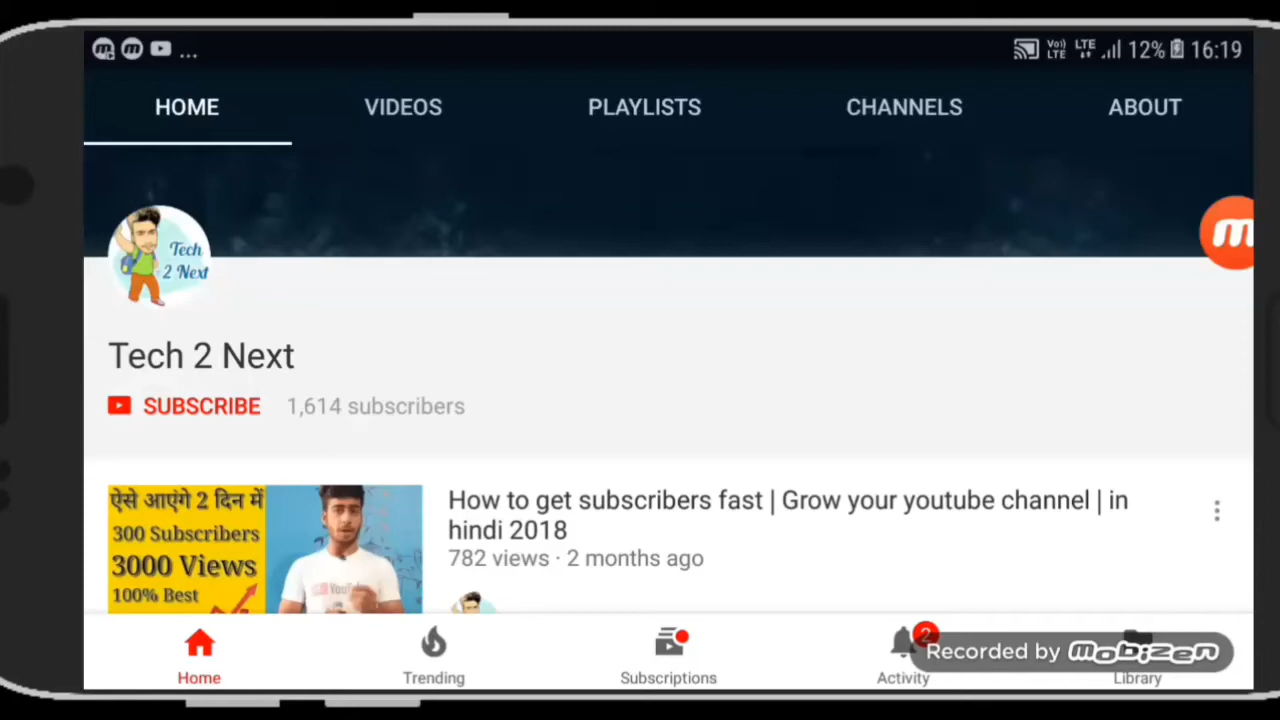 ... VoI) LTE LTE 12% 16:19
HOME VIDEOS PLAYLISTS CHANNELS ABOUT
Tech
2 Next
Tech 2 Next
SUBSCRIBE 1,614 subscribers
ऐसे आएंगे 2 दिन में
300 Subscribers
3000 Views
100% Best
YouTube
How to get subscribers fast | Grow your youtube channel | in
hindi 2018
782 views · 2 months ago
2
Recorded by mobizen
Home Trending Subscriptions Activity Library